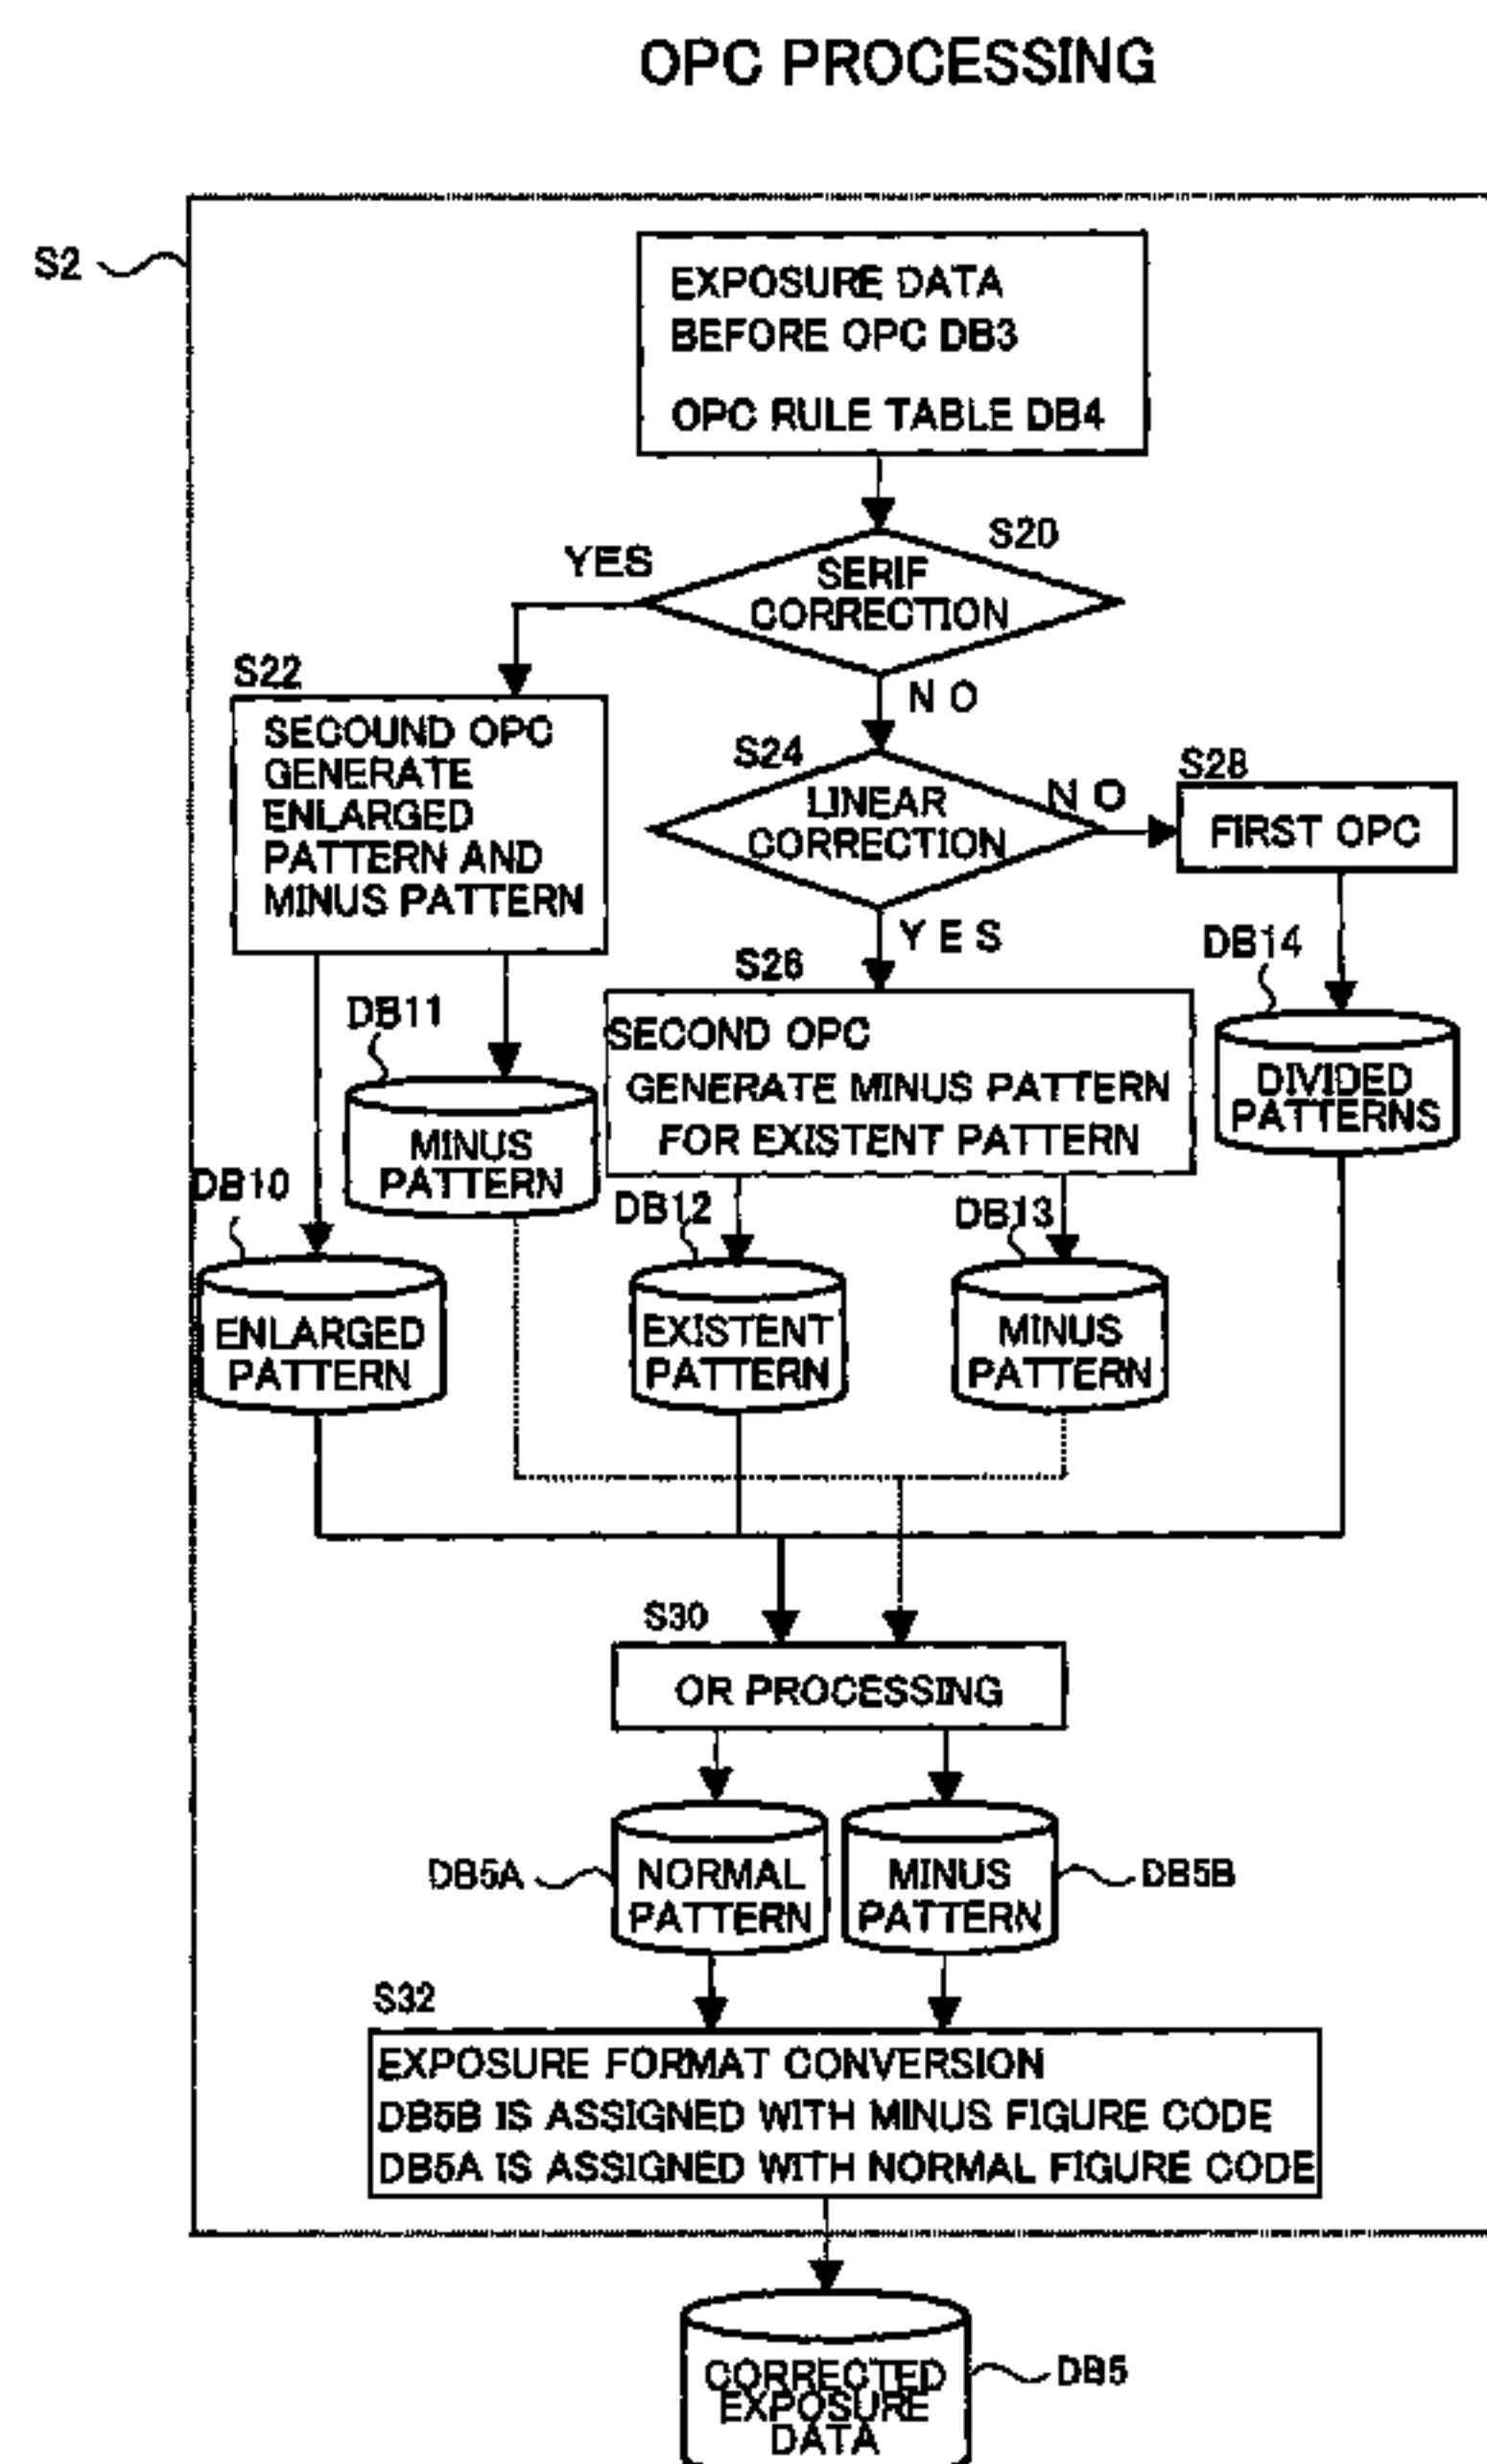 OPC PROCESSING
S2
EXPOSURE DATA
BEFORE OPC DB3
OPC RULE TABLE DB4
S20
YES
SERIF
CORRECTION
S22
NO
SECOUND OPC
GENERATE
ENLARGED
PATTERN AND
MINUS PATTERN
S24
LINEAR
CORRECTION
NO
S28
FIRST OPC
YES
S26
SECOND OPC
GENERATE MINUS PATTERN
FOR EXISTENT PATTERN
DB14
DIVIDED
PATTERNS
DB11
MINUS
PATTERN
DB10
ENLARGED
PATTERN
DB12
EXISTENT
PATTERN
DB13
MINUS
PATTERN
S30
OR PROCESSING
DB5A
NORMAL
PATTERN
MINUS
PATTERN
DB5B
S32
EXPOSURE FORMAT CONVERSION
DB5B IS ASSIGNED WITH MINUS FIGURE CODE
DB5A IS ASSIGNED WITH NORMAL FIGURE CODE
CORRECTED
EXPOSURE
DATA
DB5